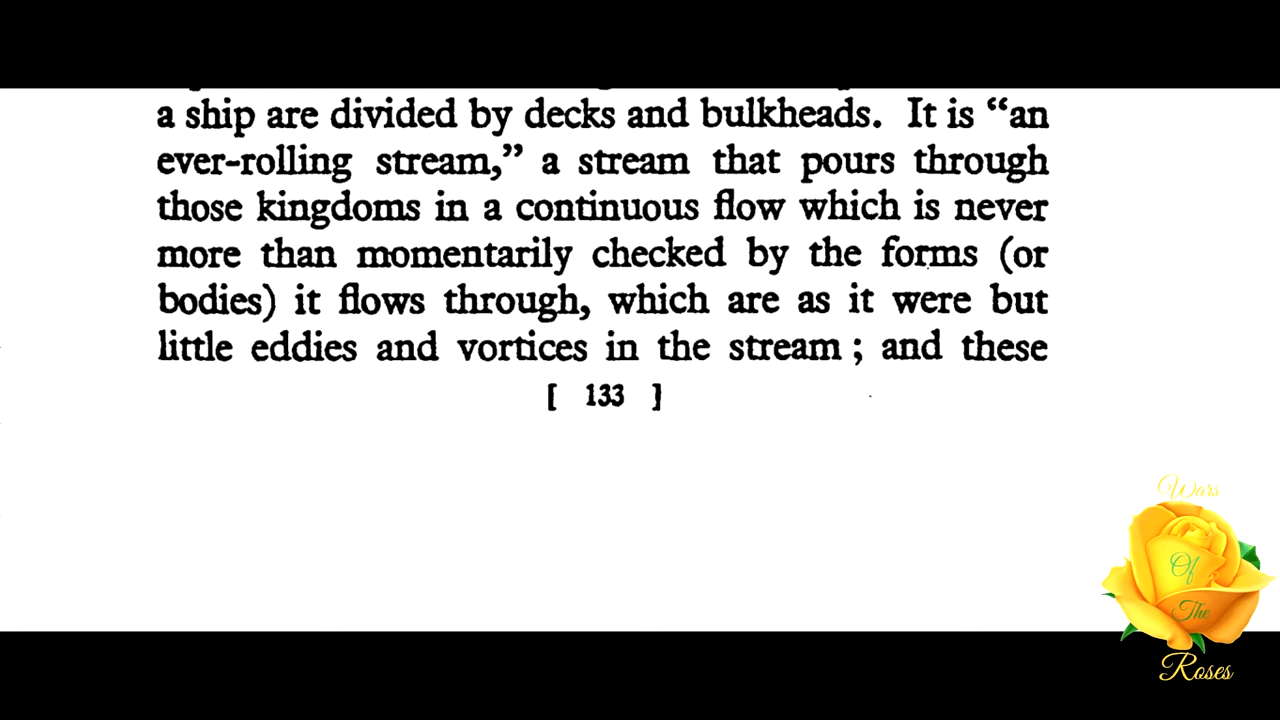 a ship are divided by decks and bulkheads. It is “an
ever-rolling stream,” a stream that pours through
those kingdoms in a continuous flow which is never
more than momentarily checked by the forms (or
bodies) it flows through, which are as it were but
little eddies and vortices in the stream ; and these
[ 133 ]
Wars
Of
The
Roses